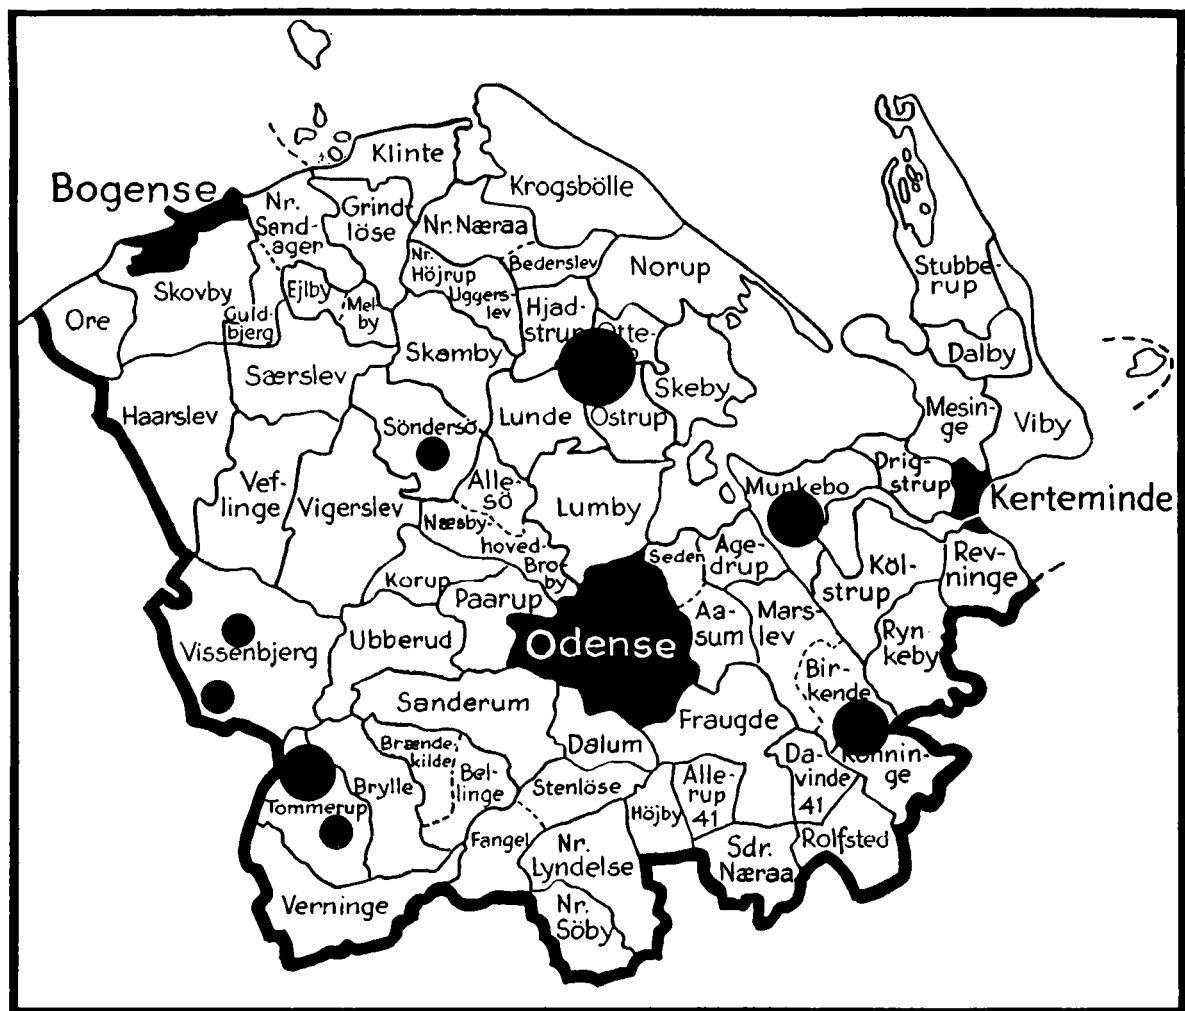 Klinte
Bogense
Krogsbölle
Nr.
Sand-
ager
Grind-
löse
Nr. Næraa
Nr.
Höjrup
Bederslev
Norup
Stubbe-
rup
Ore
Skovby
Ejlby
Mel-
by
Uggers-
lev
Hjad-
strup
Otte-
Guld-
bjerg
Skamby
Dalby
Særslev
Skeby
Haarslev
Lunde
Östrup
Mesin-
ge
Viby
Söndersö
Vef-
linge
Vigerslev
Alle-
sö
Lumby
Munkebo
Drig-
strup
Kerteminde
Næsby-
hoved-
Bro-
by
Seden
Age-
drup
Köl-
strup
Rev-
ninge
Korup
Paarup
Aa-
sum
Mars-
lev
Ryn
keby
Vissenbjerg
Ubberud
Odense
Bir-
kende
Sanderum
Fraugde
Brænde
kilde
Dalum
Rönnin-
ge
Tommerup
Brylle
Bel-
linge
Stenlöse
Höjby
Alle-
rup
41
Da-
vinde
41
Rolfsted
Fangel
Nr.
Lyndelse
Sdr.
Næraa
Verninge
Nr.
Söby